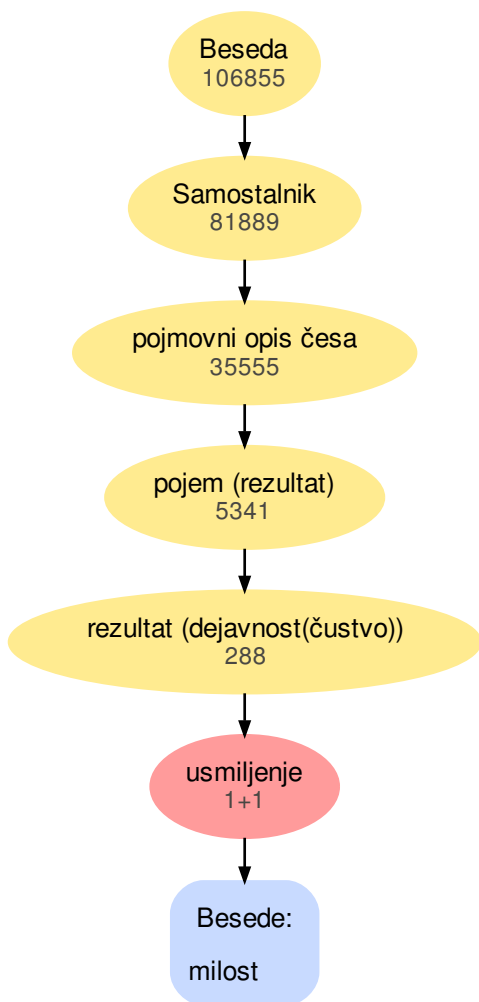 Beseda
106855
Samostalnik
81889
pojmovni opis česa
35555
pojem (rezultat)
5341
rezultat (dejavnost(čustvo))
288
usmiljenje
1+1
Besede:
milost